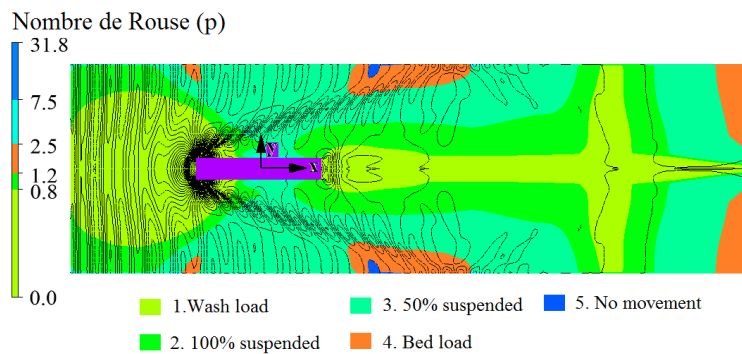 Nombre de Rouse (p)
31.8
7.5
2.5
1.2
0.8
0.0
Y
X
1.Wash load
3. 50% suspended
5. No movement
2. 100% suspended
4. Bed load